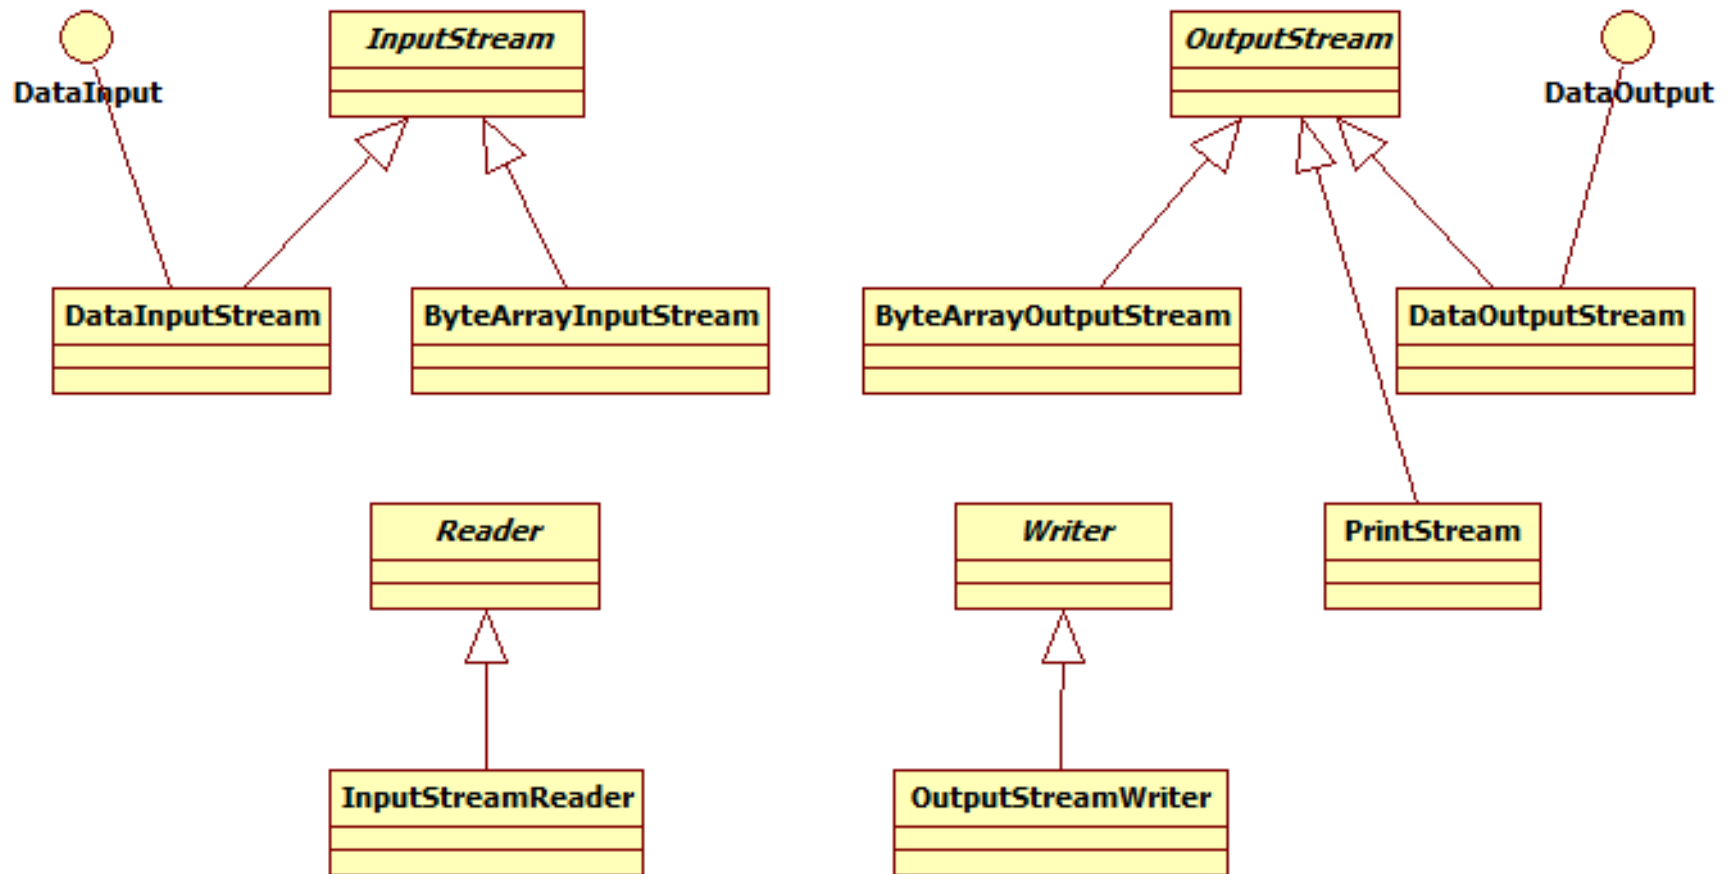 InputStream
OutputStream
DataInput
DataOutput
DataInputStream
ByteArrayInputStream
ByteArrayOutputStream
DataOutputStream
Reader
Writer
PrintStream
InputStreamReader
OutputStreamWriter